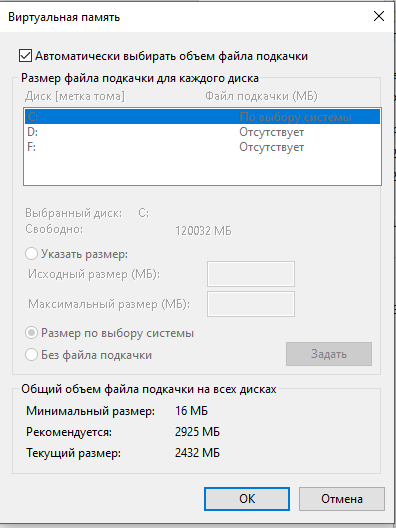 Виртуальная память
Автоматически выбирать объем файла подкачки
Размер файла подкачки для каждого диска
Диск [метка тома] Файл подкачки (МБ)
C: По выбору системы
D: Отсутствует
F: Отсутствует
Выбранный диск: C:
Свободно: 120032 МБ
Указать размер:
Исходный размер (МБ):
Максимальный размер (МБ):
Размер по выбору системы
Без файла подкачки Задать
Общий объем файла подкачки на всех дисках
Минимальный размер: 16 МБ
Рекомендуется: 2925 МБ
Текущий размер: 2432 МБ
ОК Отмена